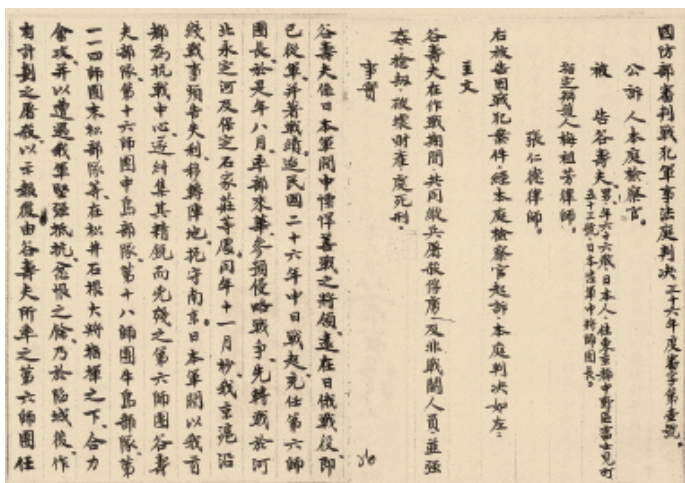 國防部審判戰犯軍事法庭判決 三十六年度審字第壹號
公訴人本庭檢察官。
被 告谷壽夫、男、年六十六歲、日本人、住東京都中野區富士見町
五十三號、日本陸軍中將師團長。
指定辯護人梅祖芳律師。
張仁德律師。
右被告因戰犯案件、經本庭檢察官起訴、本庭判決如左、
主文
谷壽夫在作戰期間、共同縱兵屠殺俘虜、及非戰鬪人員、並強
姦、搶劫、破壞財產、處死刑。
事實
谷壽夫係日本軍閥中慓悍善戰之將領、遠在日俄戰役、即
已從軍、并著戰績、迨民國二十六年中日戰起、充任第六師
團長、於是年八月、率部來華、參預侵略戰爭、先轉戰於河
北永定河及保定石家莊等處、同年十一月杪、我京滬沿
綫戰事頻告失利、移轉陣地、扼守南京、日本軍閥以我首
都為抗戰中心、遂糾集其精銳而兇殘之第六師團谷壽
夫部隊、第十六師團中島部隊、第十八師團牛島部隊、第
一一四師團末松部隊等、在松井石根大將指揮之下、合力
會攻、并以遭遇我軍堅強抵抗、忿恨之餘、乃於陷城後、作
有計劃之屠殺、以示報復、由谷壽夫所率之第六師團任